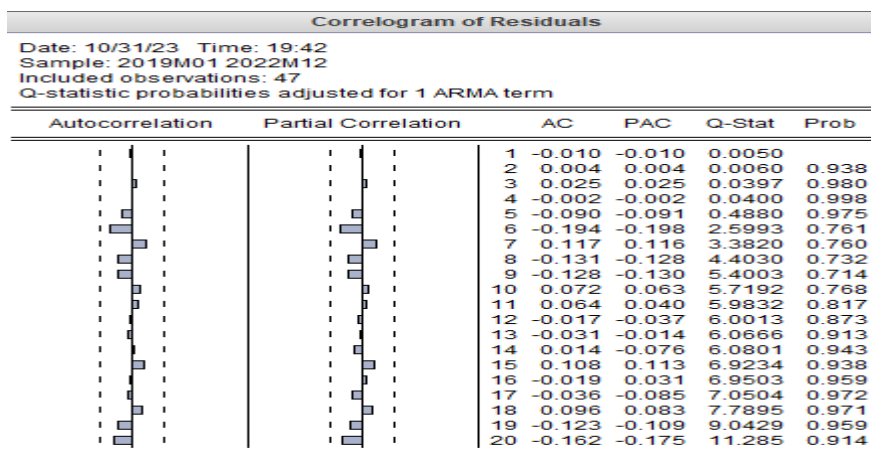 Correlogram of Residuals
Date: 10/31/23 Time: 19:42
Sample: 2019M01 2022M12
Included observations: 47
Q-statistic probabilities adjusted for 1 ARMA term
Autocorrelation Partial Correlation AC PAC Q-Stat Prob
1 -0.010 -0.010 0.0050
2 0.004 0.004 0.0060 0.938
3 0.025 0.025 0.0397 0.980
4 -0.002 -0.002 0.0400 0.998
5 -0.090 -0.091 0.4880 0.975
6 -0.194 -0.198 2.5993 0.761
7 0.117 0.116 3.3820 0.760
8 -0.131 -0.128 4.4030 0.732
9 -0.128 -0.130 5.4003 0.714
10 0.072 0.063 5.7192 0.768
11 0.064 0.040 5.9832 0.817
12 -0.017 -0.037 6.0013 0.873
13 -0.031 -0.014 6.0666 0.913
14 0.014 -0.076 6.0801 0.943
15 0.108 0.113 6.9234 0.938
16 -0.019 0.031 6.9503 0.959
17 -0.036 -0.085 7.0504 0.972
18 0.096 0.083 7.7895 0.971
19 -0.123 -0.109 9.0429 0.959
20 -0.162 -0.175 11.285 0.914